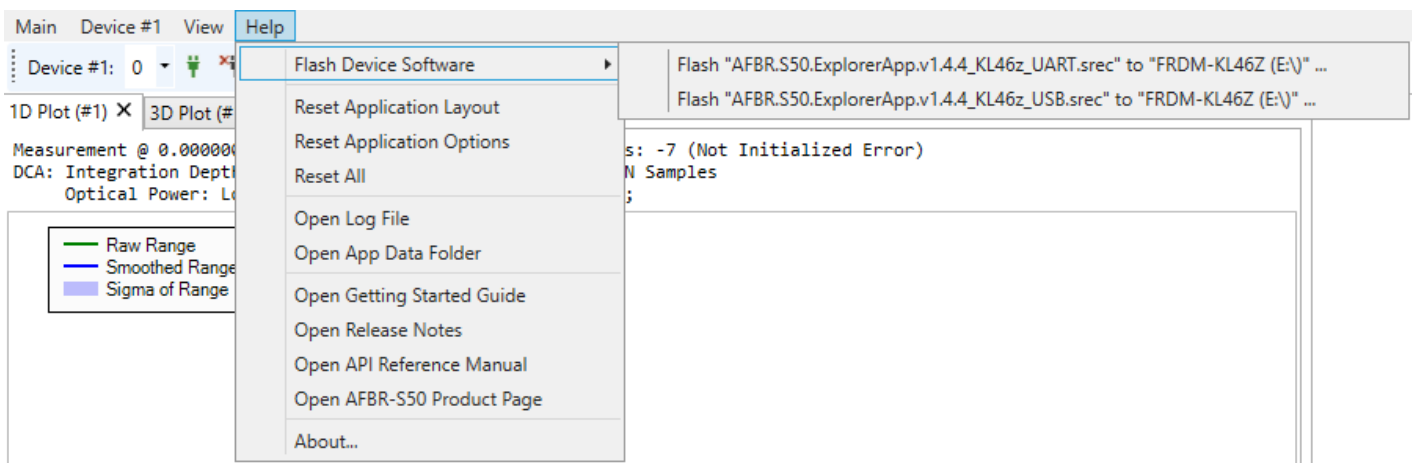 Main Device #1 View Help
Device #1: 0
Flash Device Software
Flash "AFBR.S50.ExplorerApp.v1.4.4_KL46z_UART.srec" to "FRDM-KL46Z (E:\)" ...
Flash "AFBR.S50.ExplorerApp.v1.4.4_KL46z_USB.srec" to "FRDM-KL46Z (E:\)" ...
1D Plot (#1) X 3D Plot (#
Reset Application Layout
Reset Application Options
Reset All
Measurement @ 0.000000 s: -7 (Not Initialized Error)
DCA: Integration Dept N Samples
Optical Power: L ;
Open Log File
Open App Data Folder
Raw Range
Smoothed Range
Sigma of Range
Open Getting Started Guide
Open Release Notes
Open API Reference Manual
Open AFBR-S50 Product Page
About...